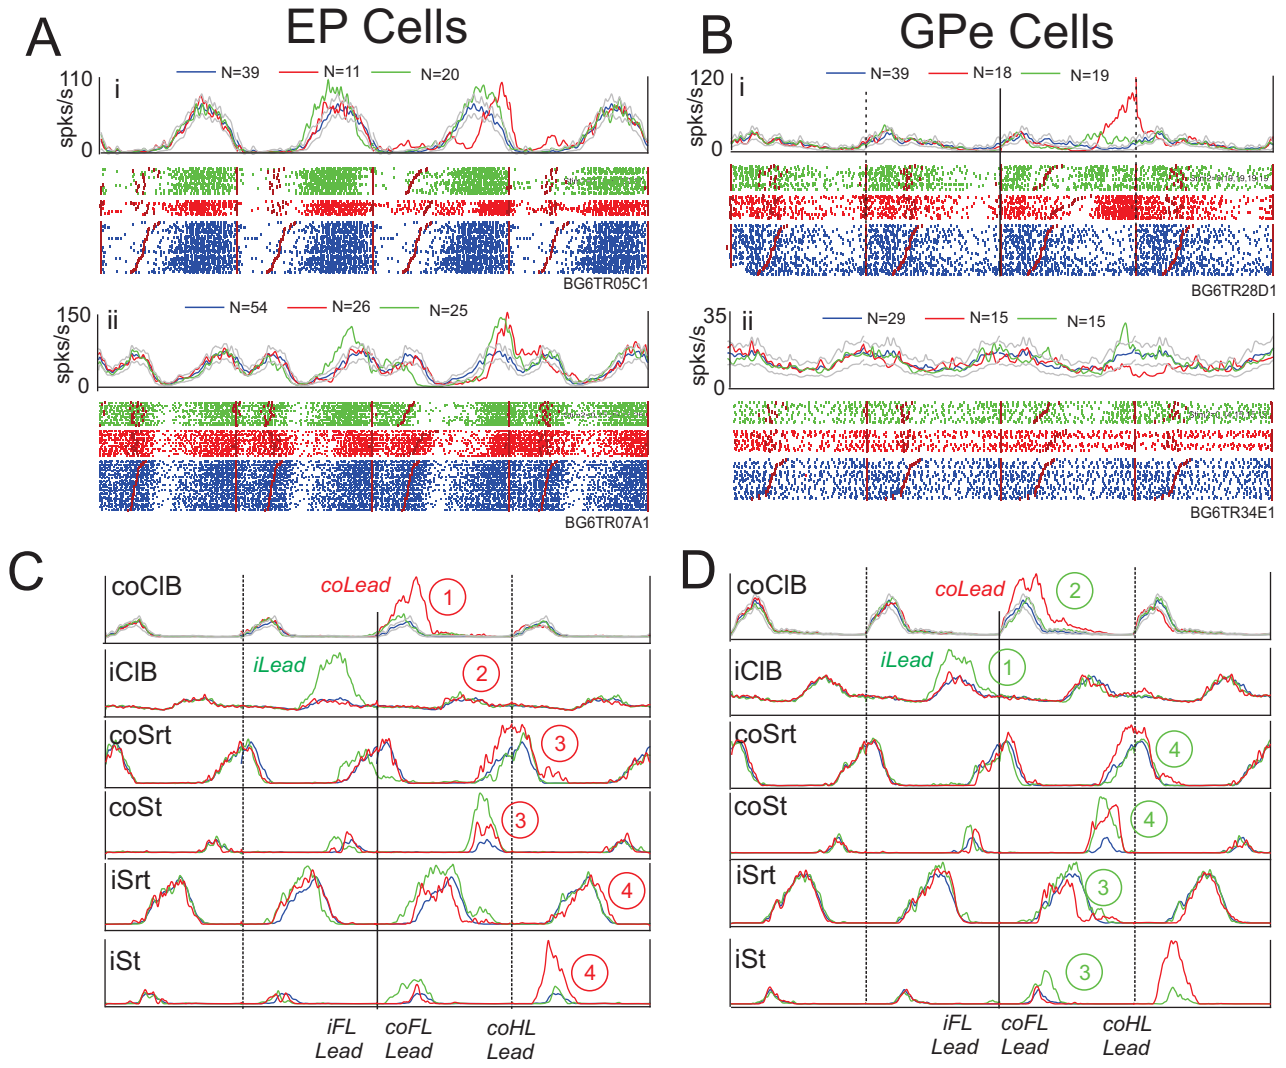 A
EP Cells
B
GPe Cells
i
N=39
N=11
N=20
110
spks/s
0
BG6TR05C1
ii
N=54
N=26
N=25
150
spks/s
0
BG6TR07A1
i
N=39
N=18
N=19
120
spks/s
0
BG6TR28D1
ii
N=29
N=15
N=15
35
spks/s
0
BG6TR34E1
C
coClB
coLead
1
iClB
iLead
2
coSrt
3
coSt
3
iSrt
4
iSt
4
iFL
Lead
coFL
Lead
coHL
Lead
D
coClB
coLead
2
iClB
iLead
1
coSrt
4
coSt
4
iSrt
3
iSt
3
iFL
Lead
coFL
Lead
coHL
Lead